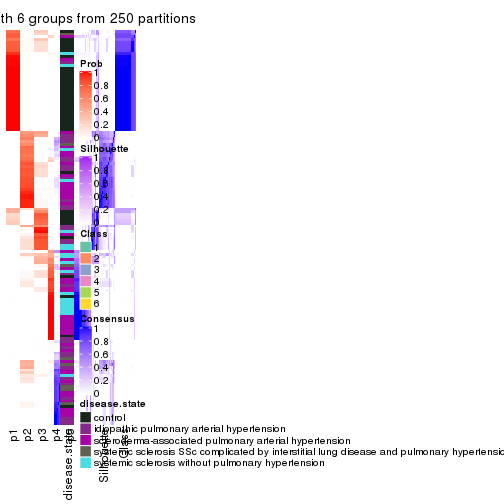 th 6 groups from 250 partitions
Prob
1
0.8
0.6
0.4
0.2
0
Silhouette
1
0.8
0.6
0.4
0.2
0
Class
1
2
3
4
5
6
Consensus
1
0.8
0.6
0.4
0.2
0
disease.state
control
idiopathic pulmonary arterial hypertension
scleroderma-associated pulmonary arterial hypertension
systemic sclerosis SSc complicated by interstitial lung disease and pulmonary hypertensio
systemic sclerosis without pulmonary hypertension
p1
p2
p3
p4
disease.state
Silhouette
Class